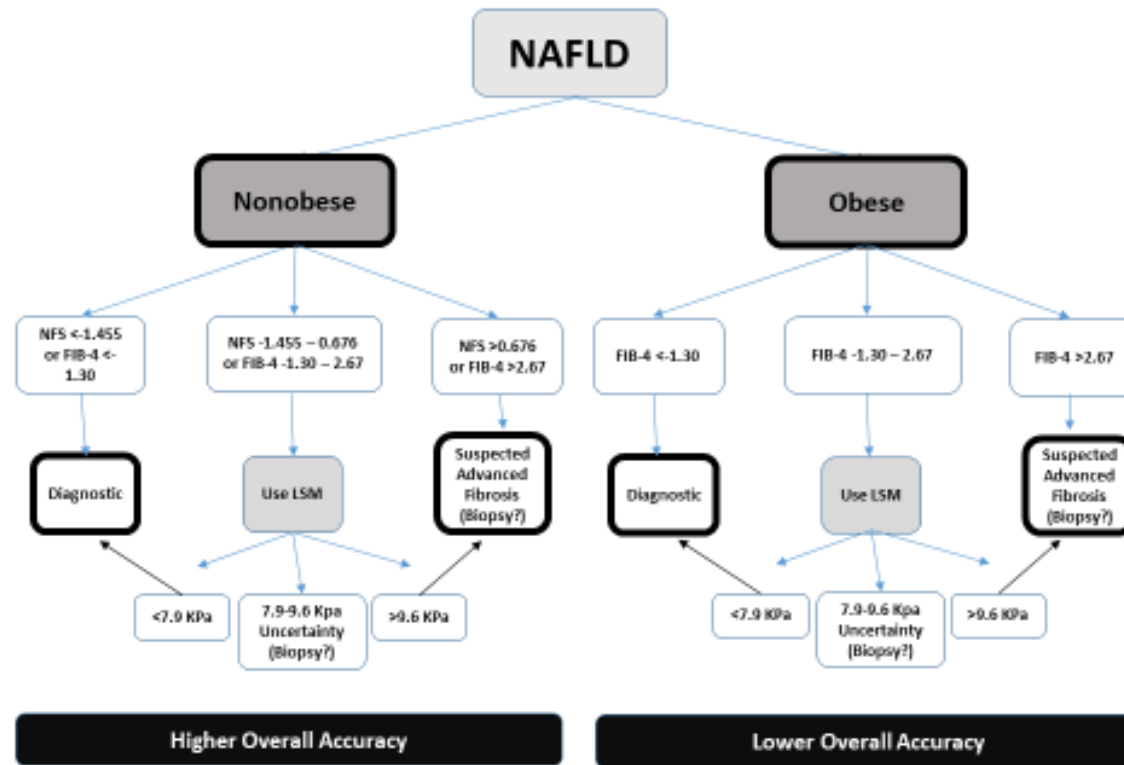 NAFLD
Nonobese
Obese
NFS <-1.455
or FIB-4 <-
1.30
NFS -1.455 – 0.676
or FIB-4 -1.30 – 2.67
NFS >0.676
or FIB-4 >2.67
FIB-4 <-1.30
FIB-4 -1.30 – 2.67
FIB-4 >2.67
Diagnostic
Use LSM
Suspected
Advanced
Fibrosis
(Biopsy?)
Diagnostic
Use LSM
Suspected
Advanced
Fibrosis
(Biopsy?)
<7.9 KPa
7.9-9.6 Kpa
Uncertainty
(Biopsy?)
>9.6 KPa
<7.9 KPa
7.9-9.6 Kpa
Uncertainty
(Biopsy?)
>9.6 KPa
Higher Overall Accuracy
Lower Overall Accuracy